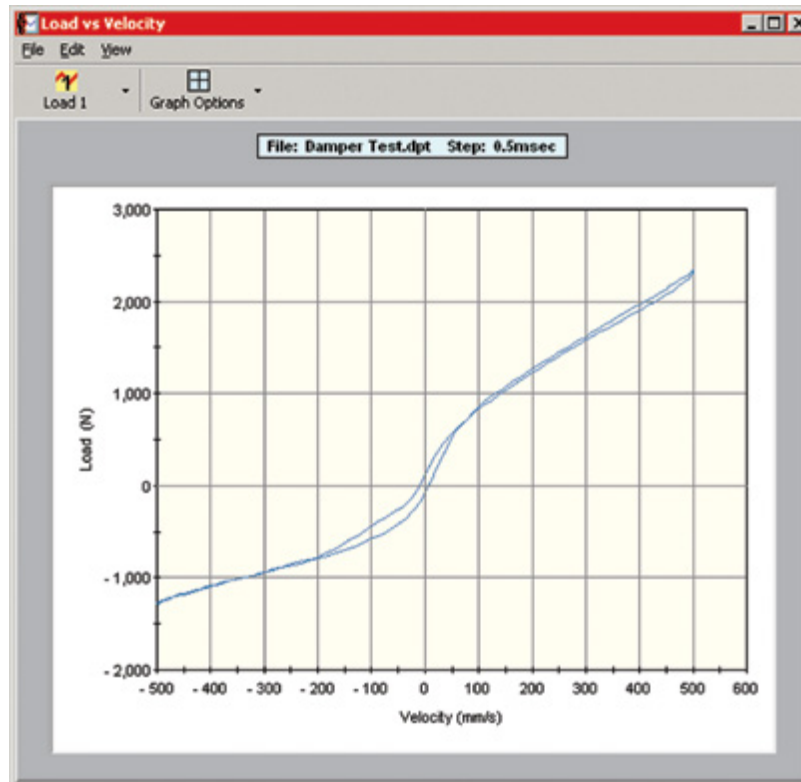 Load vs Velocity
File Edit View
Load 1 Graph Options
File: Damper Test.dpt Step: 0.5msec
3,000
2,000
1,000
0
- 1,000
- 2,000
Load (N)
- 500 - 400 - 300 - 200 - 100 0 100 200 300 400 500 600
Velocity (mm/s)